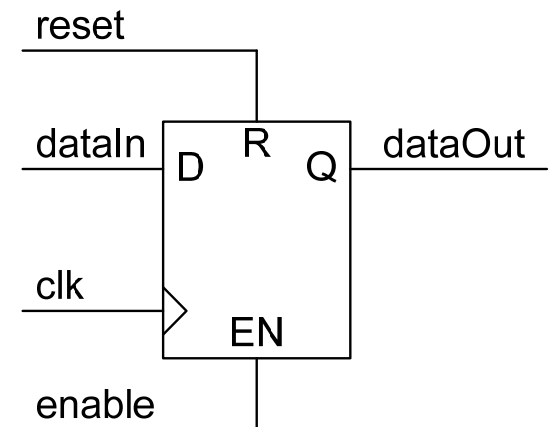 reset
dataIn
R
dataOut
D
Q
clk
EN
enable